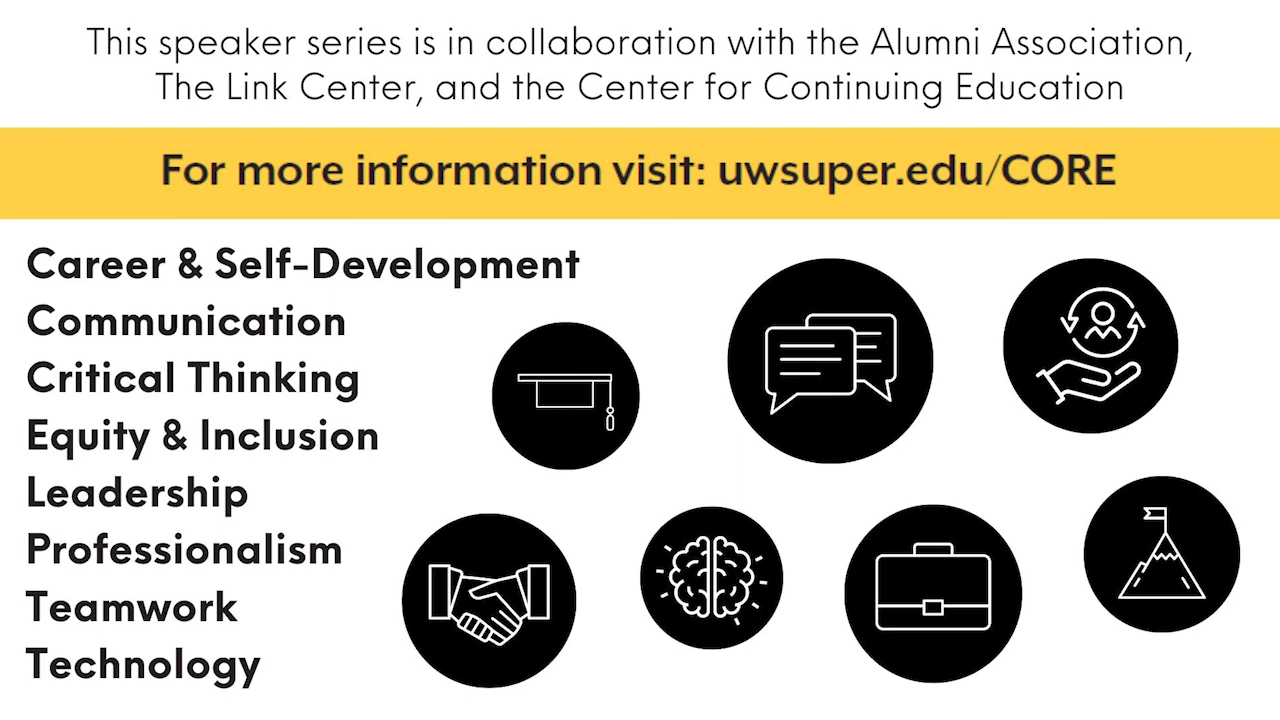 This speaker series is in collaboration with the Alumni Association,
The Link Center, and the Center for Continuing Education
For more information visit: uwsuper.edu/CORE
Career & Self-Development
Communication
Critical Thinking
Equity & Inclusion
Leadership
Professionalism
Teamwork
Technology